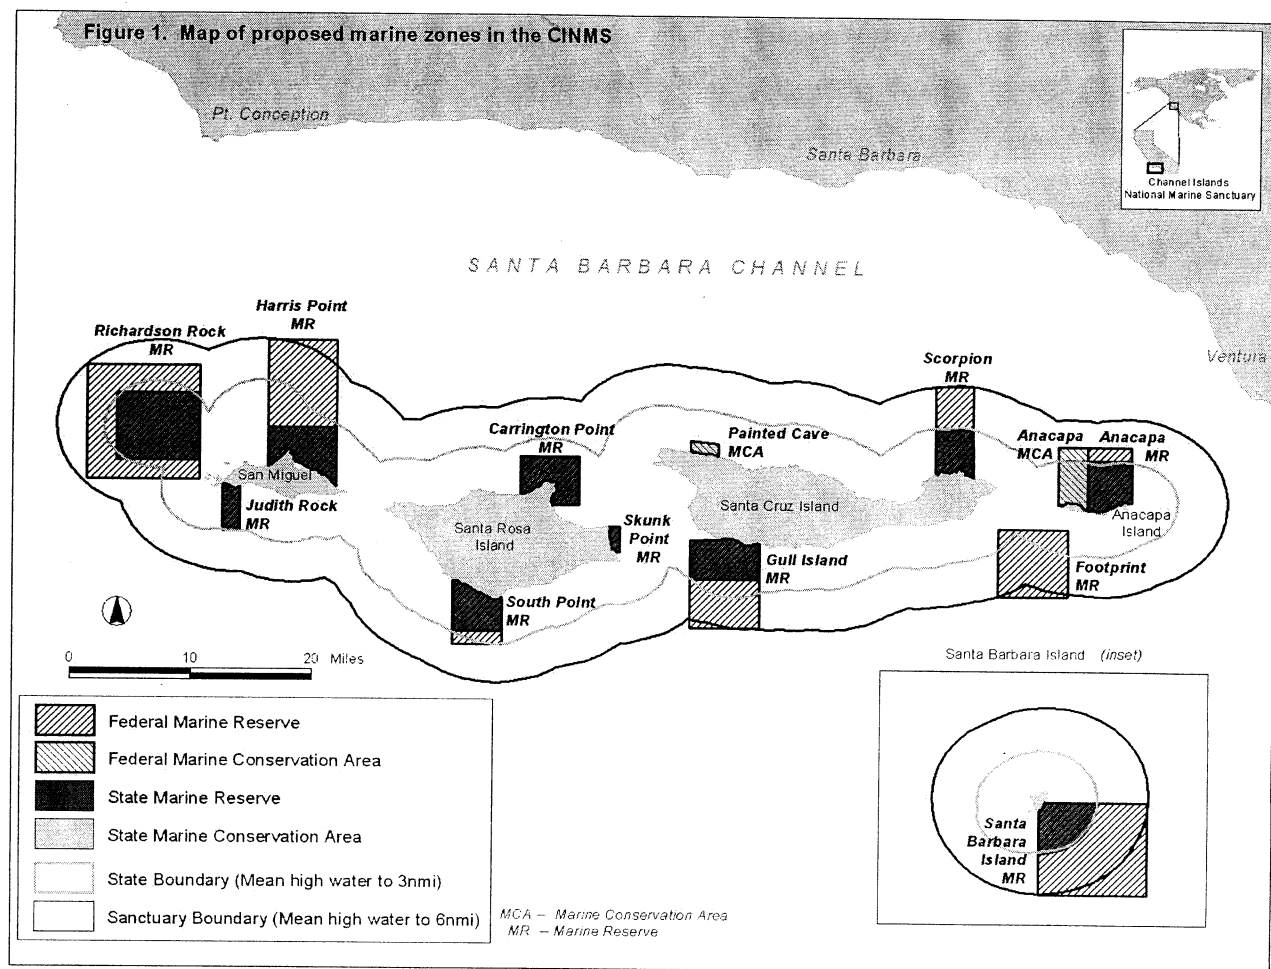 Figure 1. Map of proposed marine zones in the CINMS
Pt. Conception
Santa Barbara
Channel Islands
National Marine Sanctuary
SANTA BARBARA CHANNEL
Ventura
Harris Point
MR
Richardson Rock
MR
Scorpion
MR
Carrington Point
MR
Painted Cave
MCA
Anacapa
MCA
Anacapa
MR
San Miguel
Judith Rock
MR
Santa Rosa
Island
Skunk
Point
MR
Santa Cruz Island
Anacapa
Island
Gull Island
MR
Footprint
MR
South Point
MR
0 10 20 Miles
Santa Barbara Island (inset)
Santa
Barbara
Island
MR
Federal Marine Reserve
Federal Marine Conservation Area
State Marine Reserve
State Marine Conservation Area
State Boundary (Mean high water to 3nmi)
Sanctuary Boundary (Mean high water to 6nmi)
MCA – Marine Conservation Area
MR – Marine Reserve